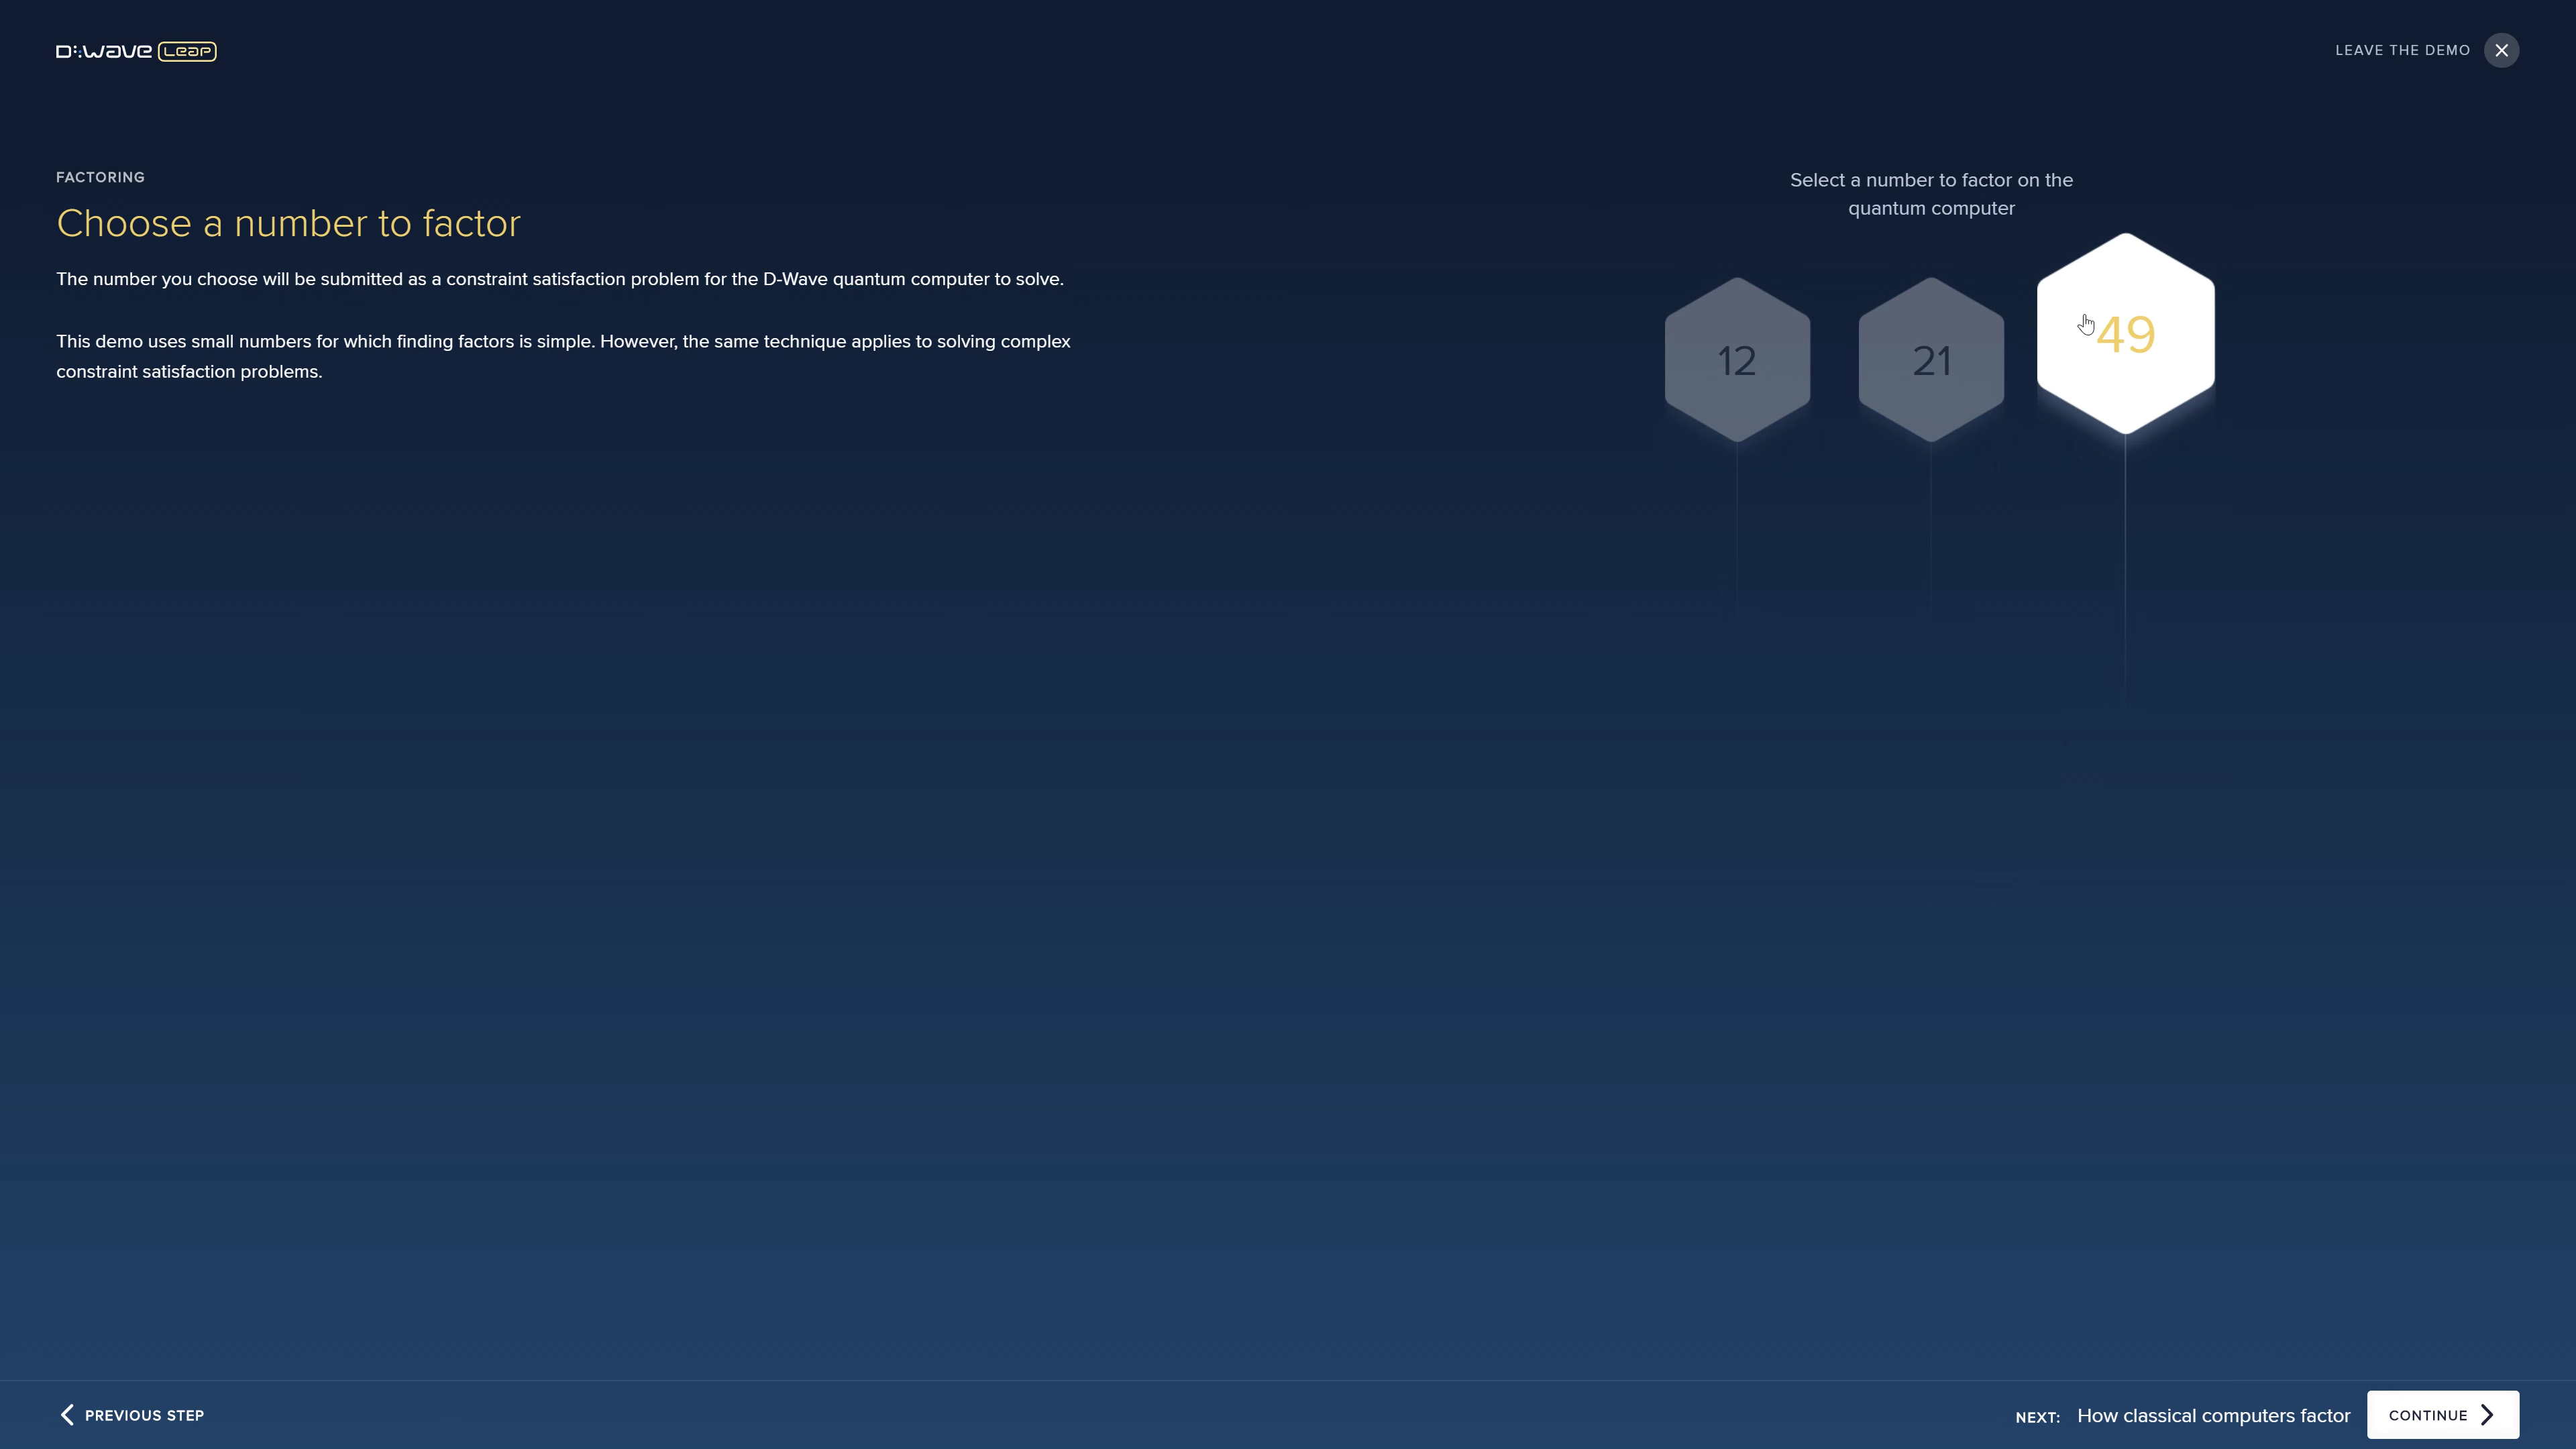 D:Wave Leap
LEAVE THE DEMO
FACTORING
Choose a number to factor
The number you choose will be submitted as a constraint satisfaction problem for the D-Wave quantum computer to solve.
This demo uses small numbers for which finding factors is simple. However, the same technique applies to solving complex
constraint satisfaction problems.
Select a number to factor on the
quantum computer
12
21
49
PREVIOUS STEP
NEXT: How classical computers factor
CONTINUE